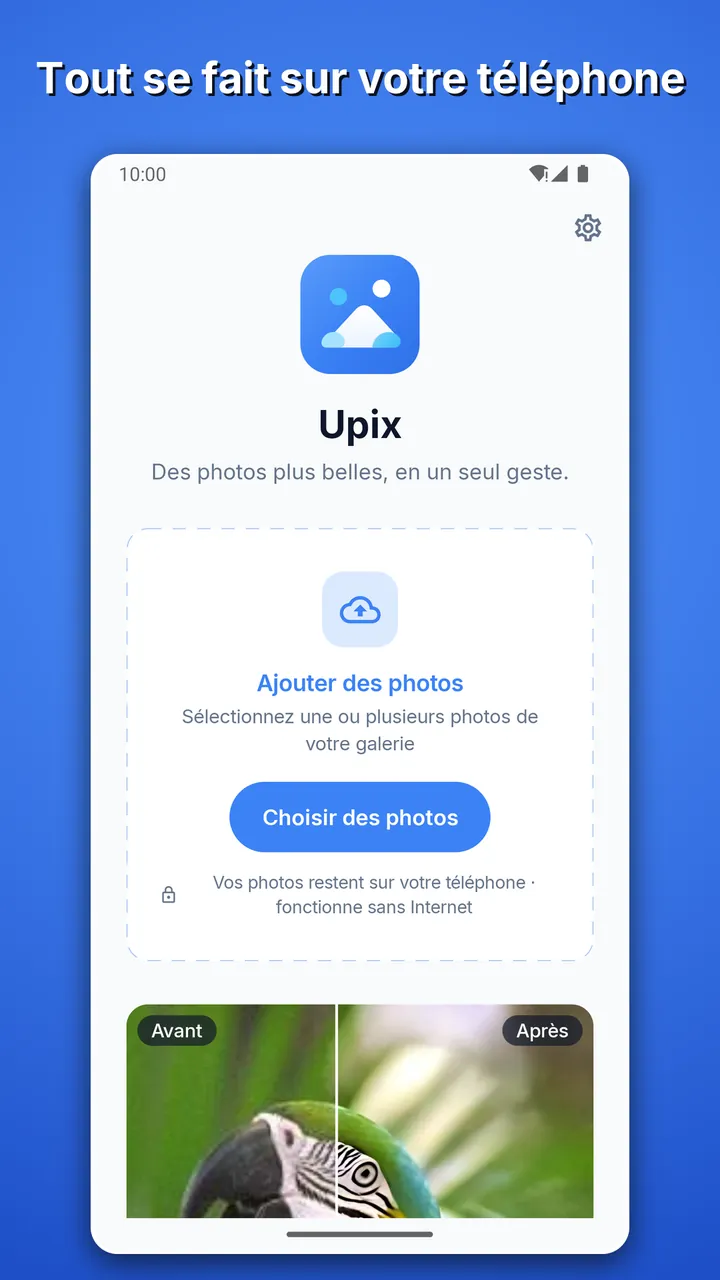 Tout se fait sur votre téléphone
10:00
Upix
Des photos plus belles, en un seul geste.
Ajouter des photos
Sélectionnez une ou plusieurs photos de
votre galerie
Choisir des photos
Vos photos restent sur votre téléphone ·
fonctionne sans Internet
Avant
Après